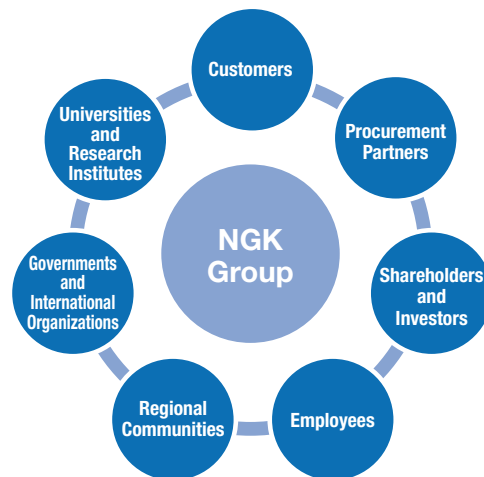 Customers
Procurement
Partners
Shareholders
and
Investors
Employees
Regional
Communities
Governments
and
International
Organizations
Universities
and
Research
Institutes
NGK
Group